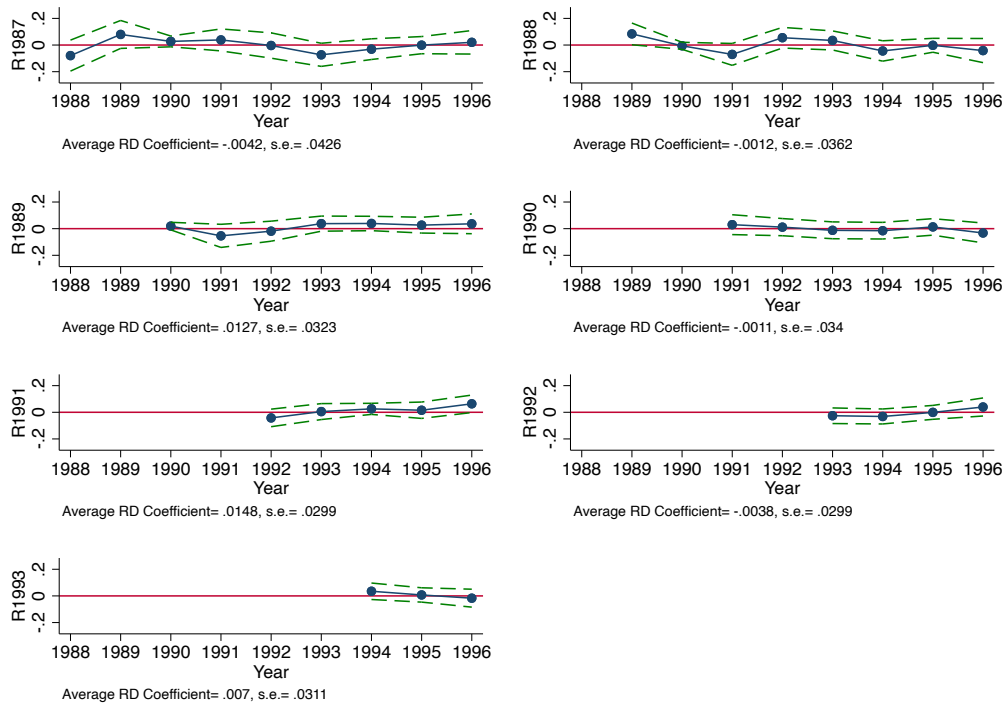 R1987
.2
0
-.2
1988 1989 1990 1991 1992 1993 1994 1995 1996
Year
Average RD Coefficient= -.0042, s.e.= .0426
R1988
.2
0
-.2
1988 1989 1990 1991 1992 1993 1994 1995 1996
Year
Average RD Coefficient= -.0012, s.e.= .0362
R1989
.2
0
-.2
1988 1989 1990 1991 1992 1993 1994 1995 1996
Year
Average RD Coefficient= .0127, s.e.= .0323
R1990
.2
0
-.2
1988 1989 1990 1991 1992 1993 1994 1995 1996
Year
Average RD Coefficient= -.0011, s.e.= .034
R1991
.2
0
-.2
1988 1989 1990 1991 1992 1993 1994 1995 1996
Year
Average RD Coefficient= .0148, s.e.= .0299
R1992
.2
0
-.2
1988 1989 1990 1991 1992 1993 1994 1995 1996
Year
Average RD Coefficient= -.0038, s.e.= .0299
R1993
.2
0
-.2
1988 1989 1990 1991 1992 1993 1994 1995 1996
Year
Average RD Coefficient= .007, s.e.= .0311